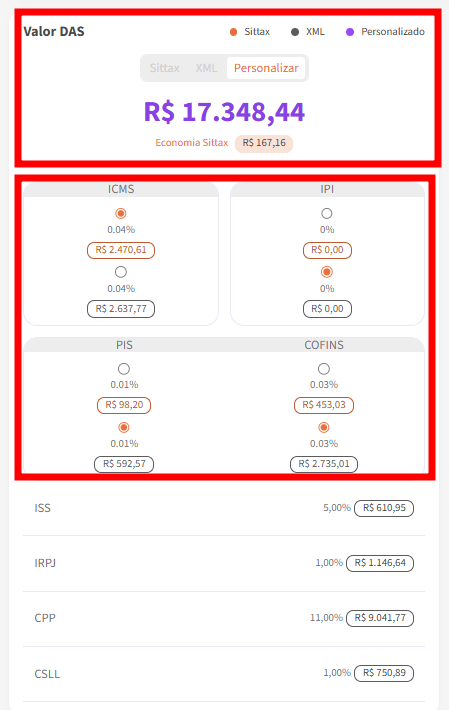 Valor DAS Sittax XML Personalizado
Sittax XML Personalizar
R$ 17.348,44
Economia Sittax R$ 167,16
ICMS
0.04%
R$ 2.470,61
0.04%
R$ 2.637,77
IPI
0%
R$ 0,00
0%
R$ 0,00
PIS
0.01%
R$ 98,20
0.01%
R$ 592,57
COFINS
0.03%
R$ 453,03
0.03%
R$ 2.735,01
ISS 5,00% R$ 610,95
IRPJ 1,00% R$ 1.146,64
CPP 11,00% R$ 9.041,77
CSLL 1,00% R$ 750,89